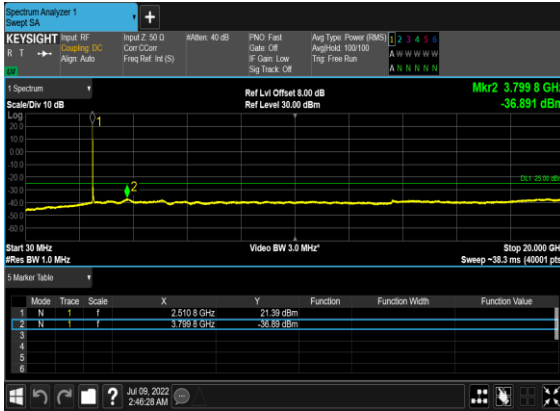 Spectrum Analyzer 1
Swept SA
+
KEYSIGHT Input: RF Input Z: 50 Ω #Atten: 40 dB PNO: Fast Avg Type: Power (RMS) 1 2 3 4 5 6
R T Coupling: DC Corr CCorr Gate: Off Avg|Hold: 100/100 A W W W W W
Align: Auto Freq Ref: Int (S) IF Gain: Low Trig: Free Run
Sig Track: Off A N N N N N
1 Spectrum Ref Lvl Offset 8.00 dB Mkr2 3.799 8 GHz
Scale/Div 10 dB Ref Level 30.00 dBm -36.891 dBm
Log
20.0 1
10.0
0.00
-10.0
-20.0 DL1 -25.00 dBm
-30.0 2
-40.0
-50.0
-60.0
Start 30 MHz Video BW 3.0 MHz* Stop 20.000 GH
#Res BW 1.0 MHz Sweep ~38.3 ms (40001 pts
5 Marker Table
Mode Trace Scale X Y Function Function Width Function Value
1 N 1 f 2.510 8 GHz 21.39 dBm
2 N 1 f 3.799 8 GHz -36.89 dBm
3
4
5
6
? Jul 09, 2022
2:46:28 AM